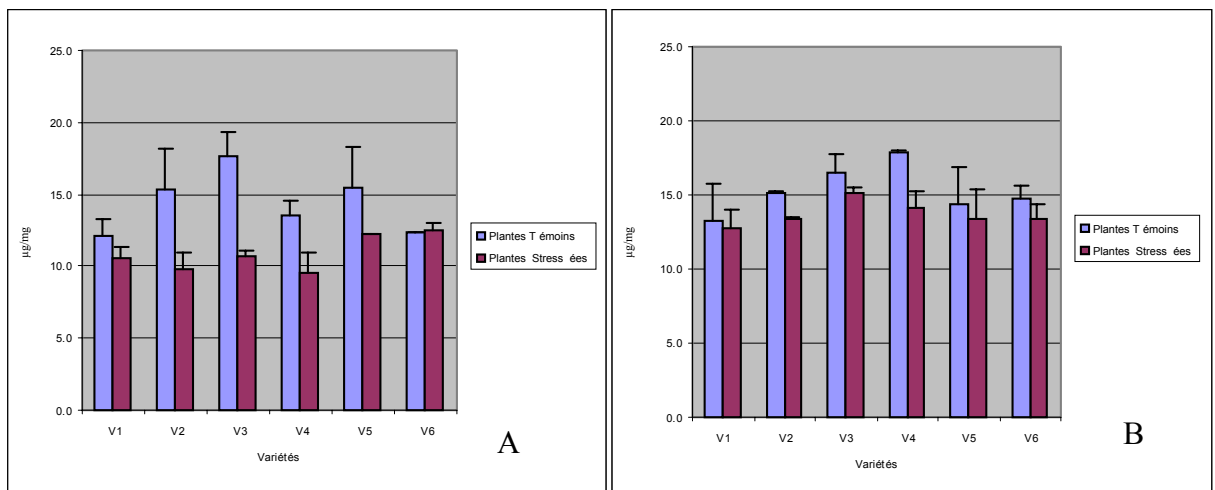 25.0
20.0
15.0
10.0
5.0
0.0
µg/mg
V1 V2 V3 V4 V5 V6
Variétés
Plantes T émoins
Plantes Stress ées
A
25.0
20.0
15.0
10.0
5.0
0.0
µg/mg
V1 V2 V3 V4 V5 V6
Variétés
Plantes T émoins
Plantes Stress ées
B